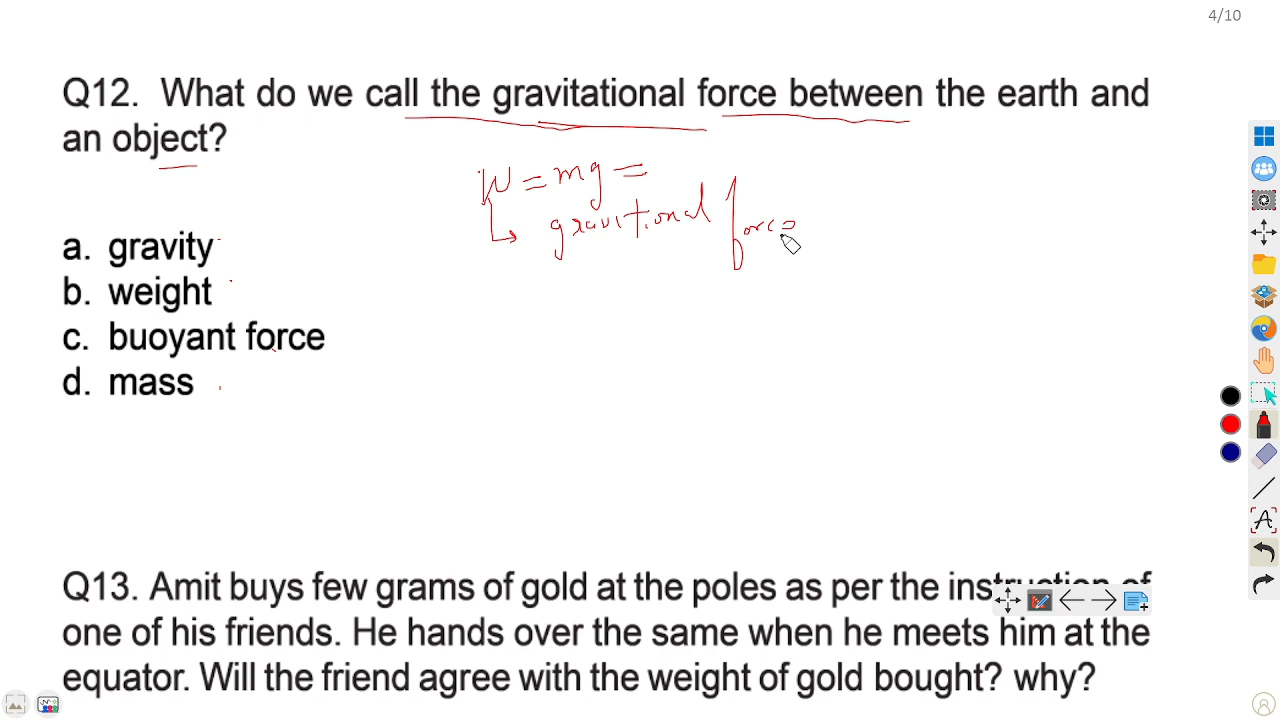 4/10
Q12. What do we call the gravitational force between the earth and
an object?
W = mg =
gravitional force
a. gravity
b. weight
c. buoyant force
d. mass
Q13. Amit buys few grams of gold at the poles as per the instruction of
one of his friends. He hands over the same when he meets him at the
equator. Will the friend agree with the weight of gold bought? why?